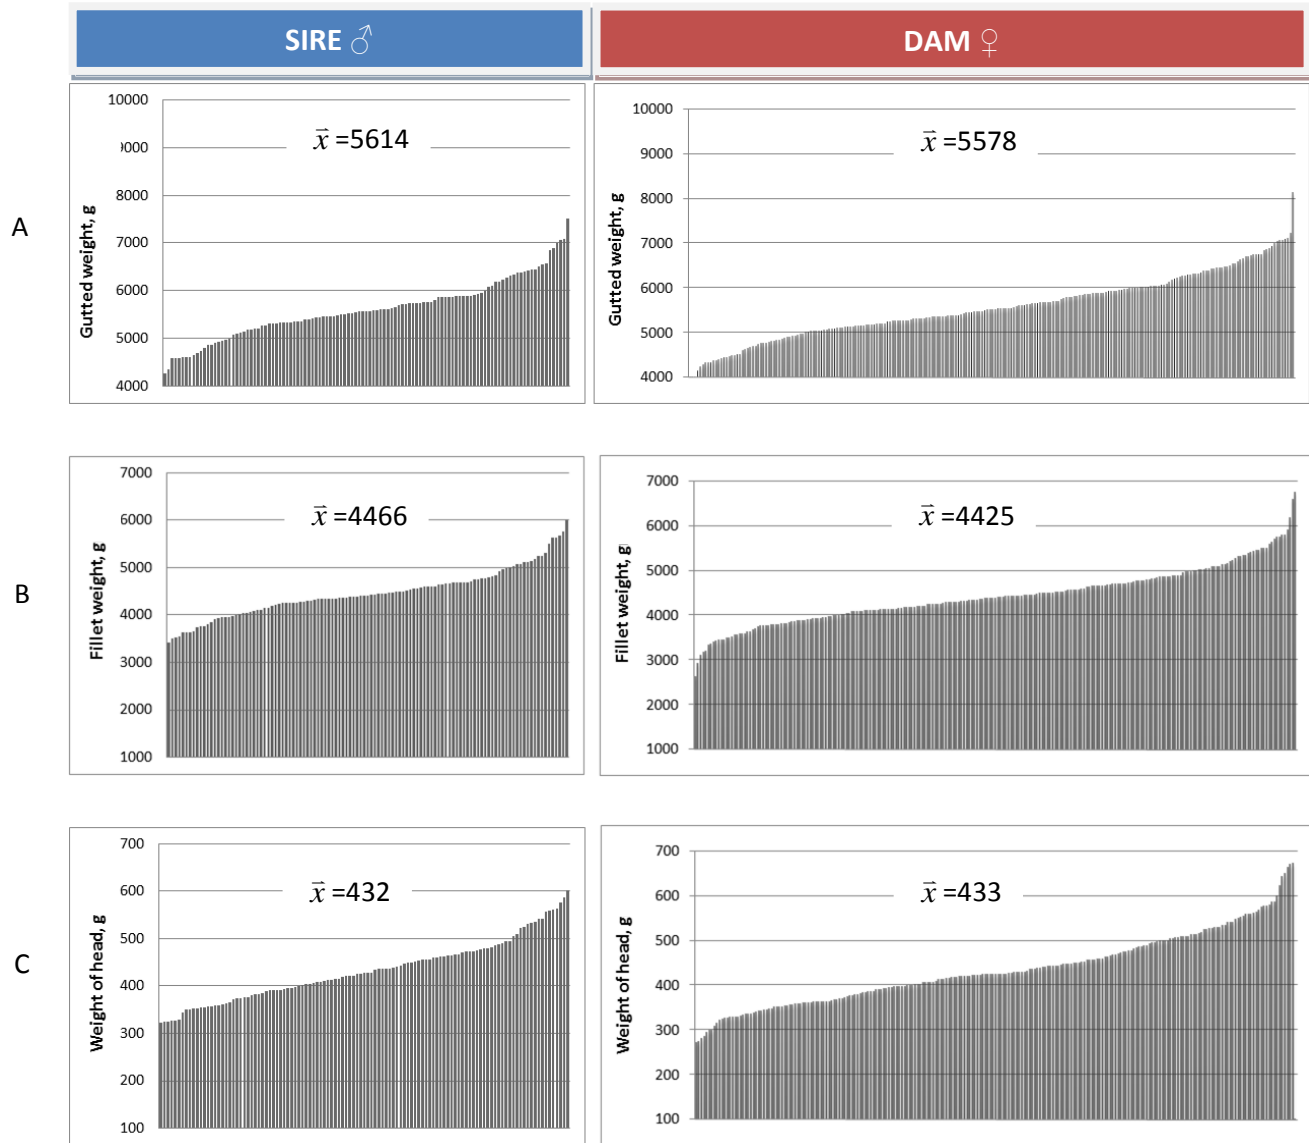 SIRE ♂
DAM ♀
A
Gutted weight, g
10000
9000
8000
7000
6000
5000
4000
x̄ =5614
Gutted weight, g
10000
9000
8000
7000
6000
5000
4000
x̄ =5578
B
Fillet weight, g
7000
6000
5000
4000
3000
2000
1000
x̄ =4466
Fillet weight, g
7000
6000
5000
4000
3000
2000
1000
x̄ =4425
C
Weight of head, g
700
600
500
400
300
200
100
x̄ =432
Weight of head, g
700
600
500
400
300
200
100
x̄ =433